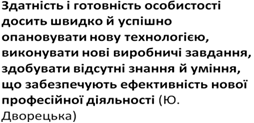 Здатність і готовність особистості
досить швидко й успішно
опановувати нову технологією,
виконувати нові виробничі завдання,
здобувати відсутні знання й уміння,
що забезпечують ефективність нової
професійної діяльності (Ю.
Дворецька)